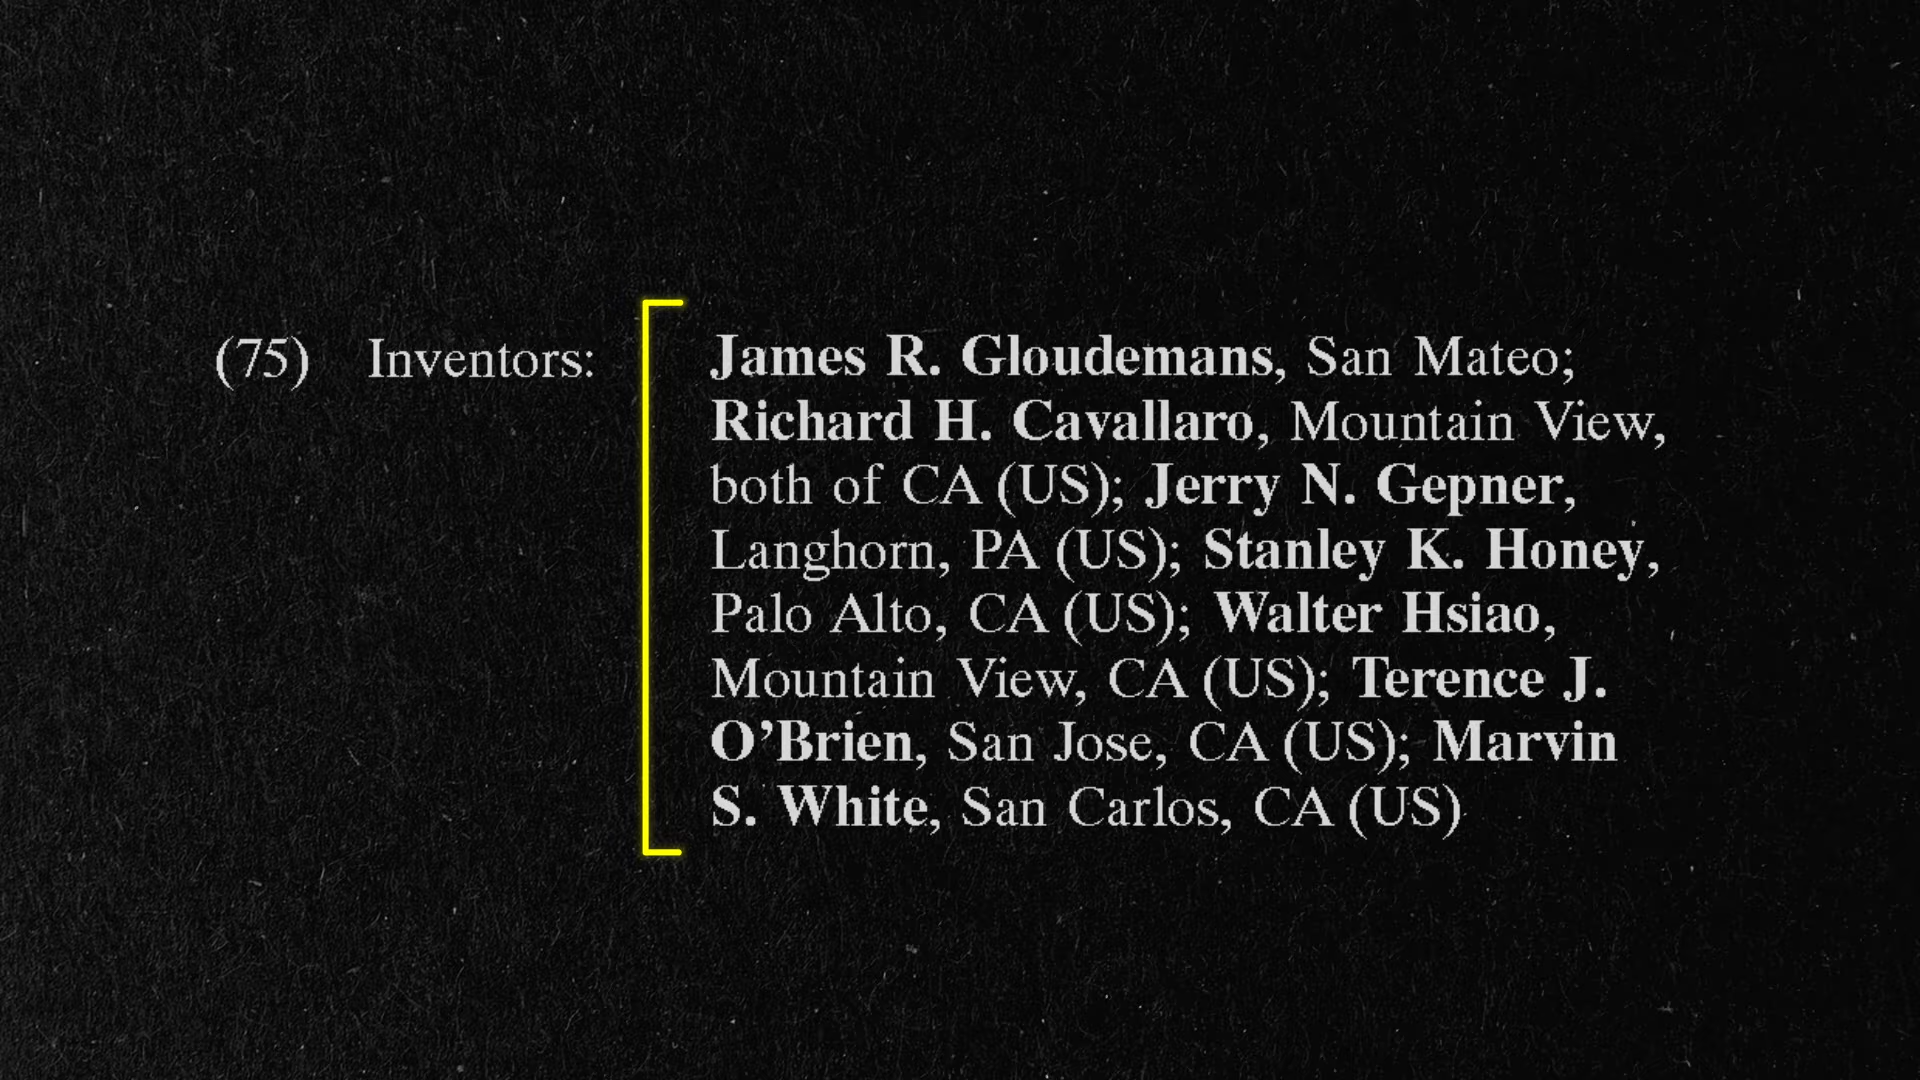 (75) Inventors: James R. Gloudemans, San Mateo;
Richard H. Cavallaro, Mountain View,
both of CA (US); Jerry N. Gepner,
Langhorn, PA (US); Stanley K. Honey,
Palo Alto, CA (US); Walter Hsiao,
Mountain View, CA (US); Terence J.
O’Brien, San Jose, CA (US); Marvin
S. White, San Carlos, CA (US)